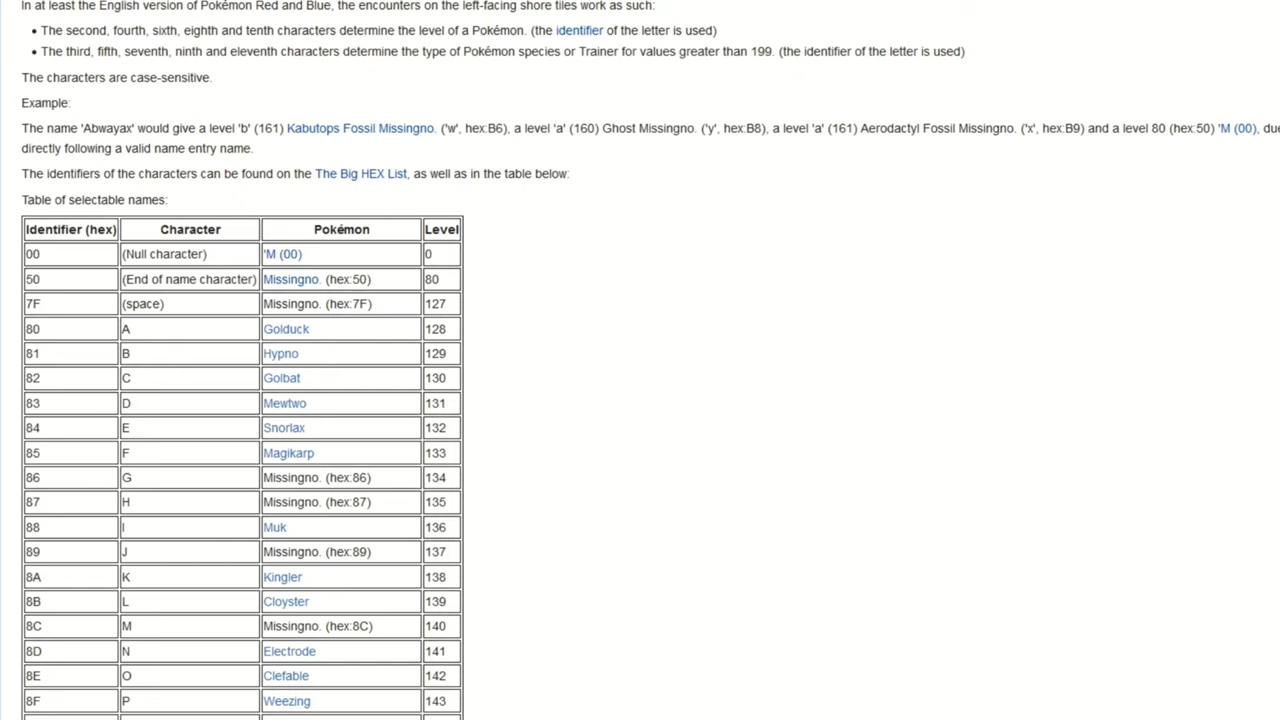 In at least the English version of Pokémon Red and Blue, the encounters on the left-facing shore tiles work as such:
• The second, fourth, sixth, eighth and tenth characters determine the level of a Pokémon. (the identifier of the letter is used)
• The third, fifth, seventh, ninth and eleventh characters determine the type of Pokémon species or Trainer for values greater than 199. (the identifier of the letter is used)
The characters are case-sensitive.
Example:
The name 'Abwayax' would give a level 'b' (161) Kabutops Fossil Missingno. ('w', hex:B6), a level 'a' (160) Ghost Missingno. ('y', hex:B8), a level 'a' (161) Aerodactyl Fossil Missingno. ('x', hex:B9) and a level 80 (hex:50) 'M (00), due
directly following a valid name entry name.
The identifiers of the characters can be found on the The Big HEX List, as well as in the table below:
Table of selectable names:
Identifier (hex) Character Pokémon Level
00 (Null character) 'M (00) 0
50 (End of name character) Missingno. (hex:50) 80
7F (space) Missingno. (hex:7F) 127
80 A Golduck 128
81 B Hypno 129
82 C Golbat 130
83 D Mewtwo 131
84 E Snorlax 132
85 F Magikarp 133
86 G Missingno. (hex:86) 134
87 H Missingno. (hex:87) 135
88 I Muk 136
89 J Missingno. (hex:89) 137
8A K Kingler 138
8B L Cloyster 139
8C M Missingno. (hex:8C) 140
8D N Electrode 141
8E O Clefable 142
8F P Weezing 143